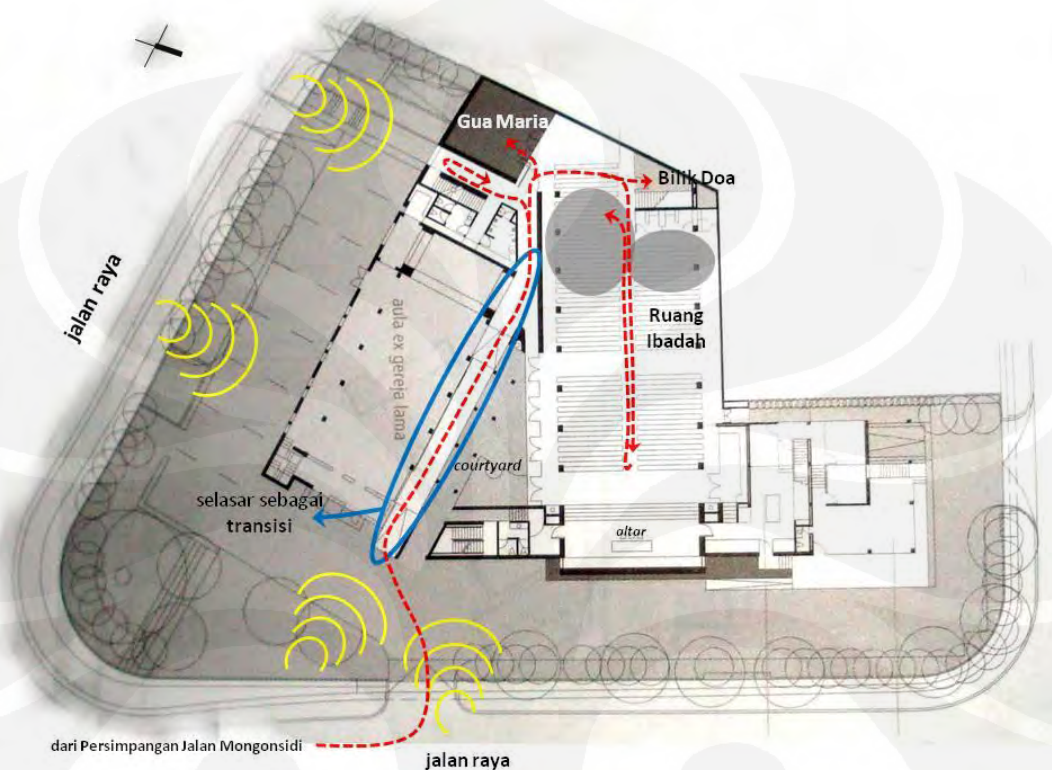 Gua Maria
Bilik Doa
jalan raya
aula ex gereja lama
Ruang
Ibadah
courtyard
selasar sebagai
transisi
altar
dari Persimpangan Jalan Mongonsidi
jalan raya